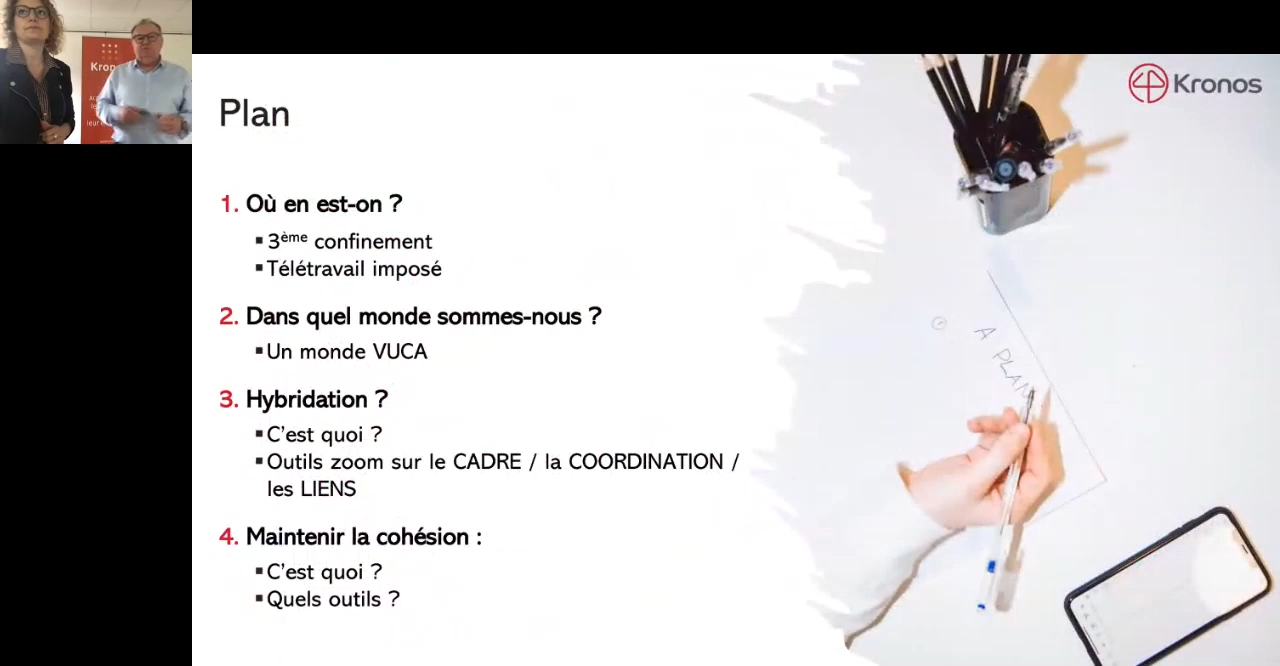 Kronos
Plan
1. Où en est-on ?
▪ 3ème confinement
▪ Télétravail imposé
2. Dans quel monde sommes-nous ?
▪ Un monde VUCA
3. Hybridation ?
▪ C'est quoi ?
▪ Outils zoom sur le CADRE / la COORDINATION /
les LIENS
4. Maintenir la cohésion :
▪ C'est quoi ?
▪ Quels outils ?
A PLAN